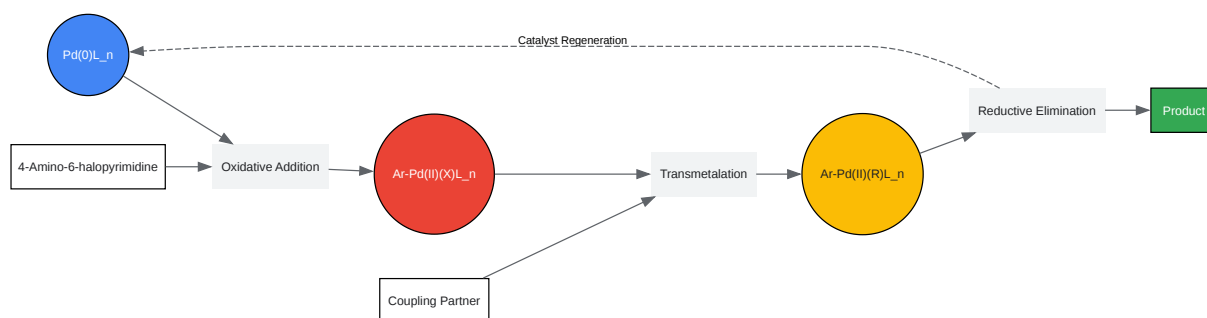 Catalyst Regeneration
Pd(0)L_n
Reductive Elimination
Product
4-Amino-6-halopyrimidine
Oxidative Addition
Ar-Pd(II)(X)L_n
Transmetalation
Ar-Pd(II)(R)L_n
Coupling Partner